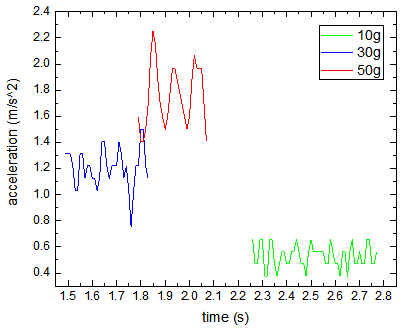 2.4
2.2
2.0
1.8
1.6
1.4
1.2
1.0
0.8
0.6
0.4
acceleration (m/s^2)
10g
30g
50g
1.5 1.6 1.7 1.8 1.9 2.0 2.1 2.2 2.3 2.4 2.5 2.6 2.7 2.8
time (s)